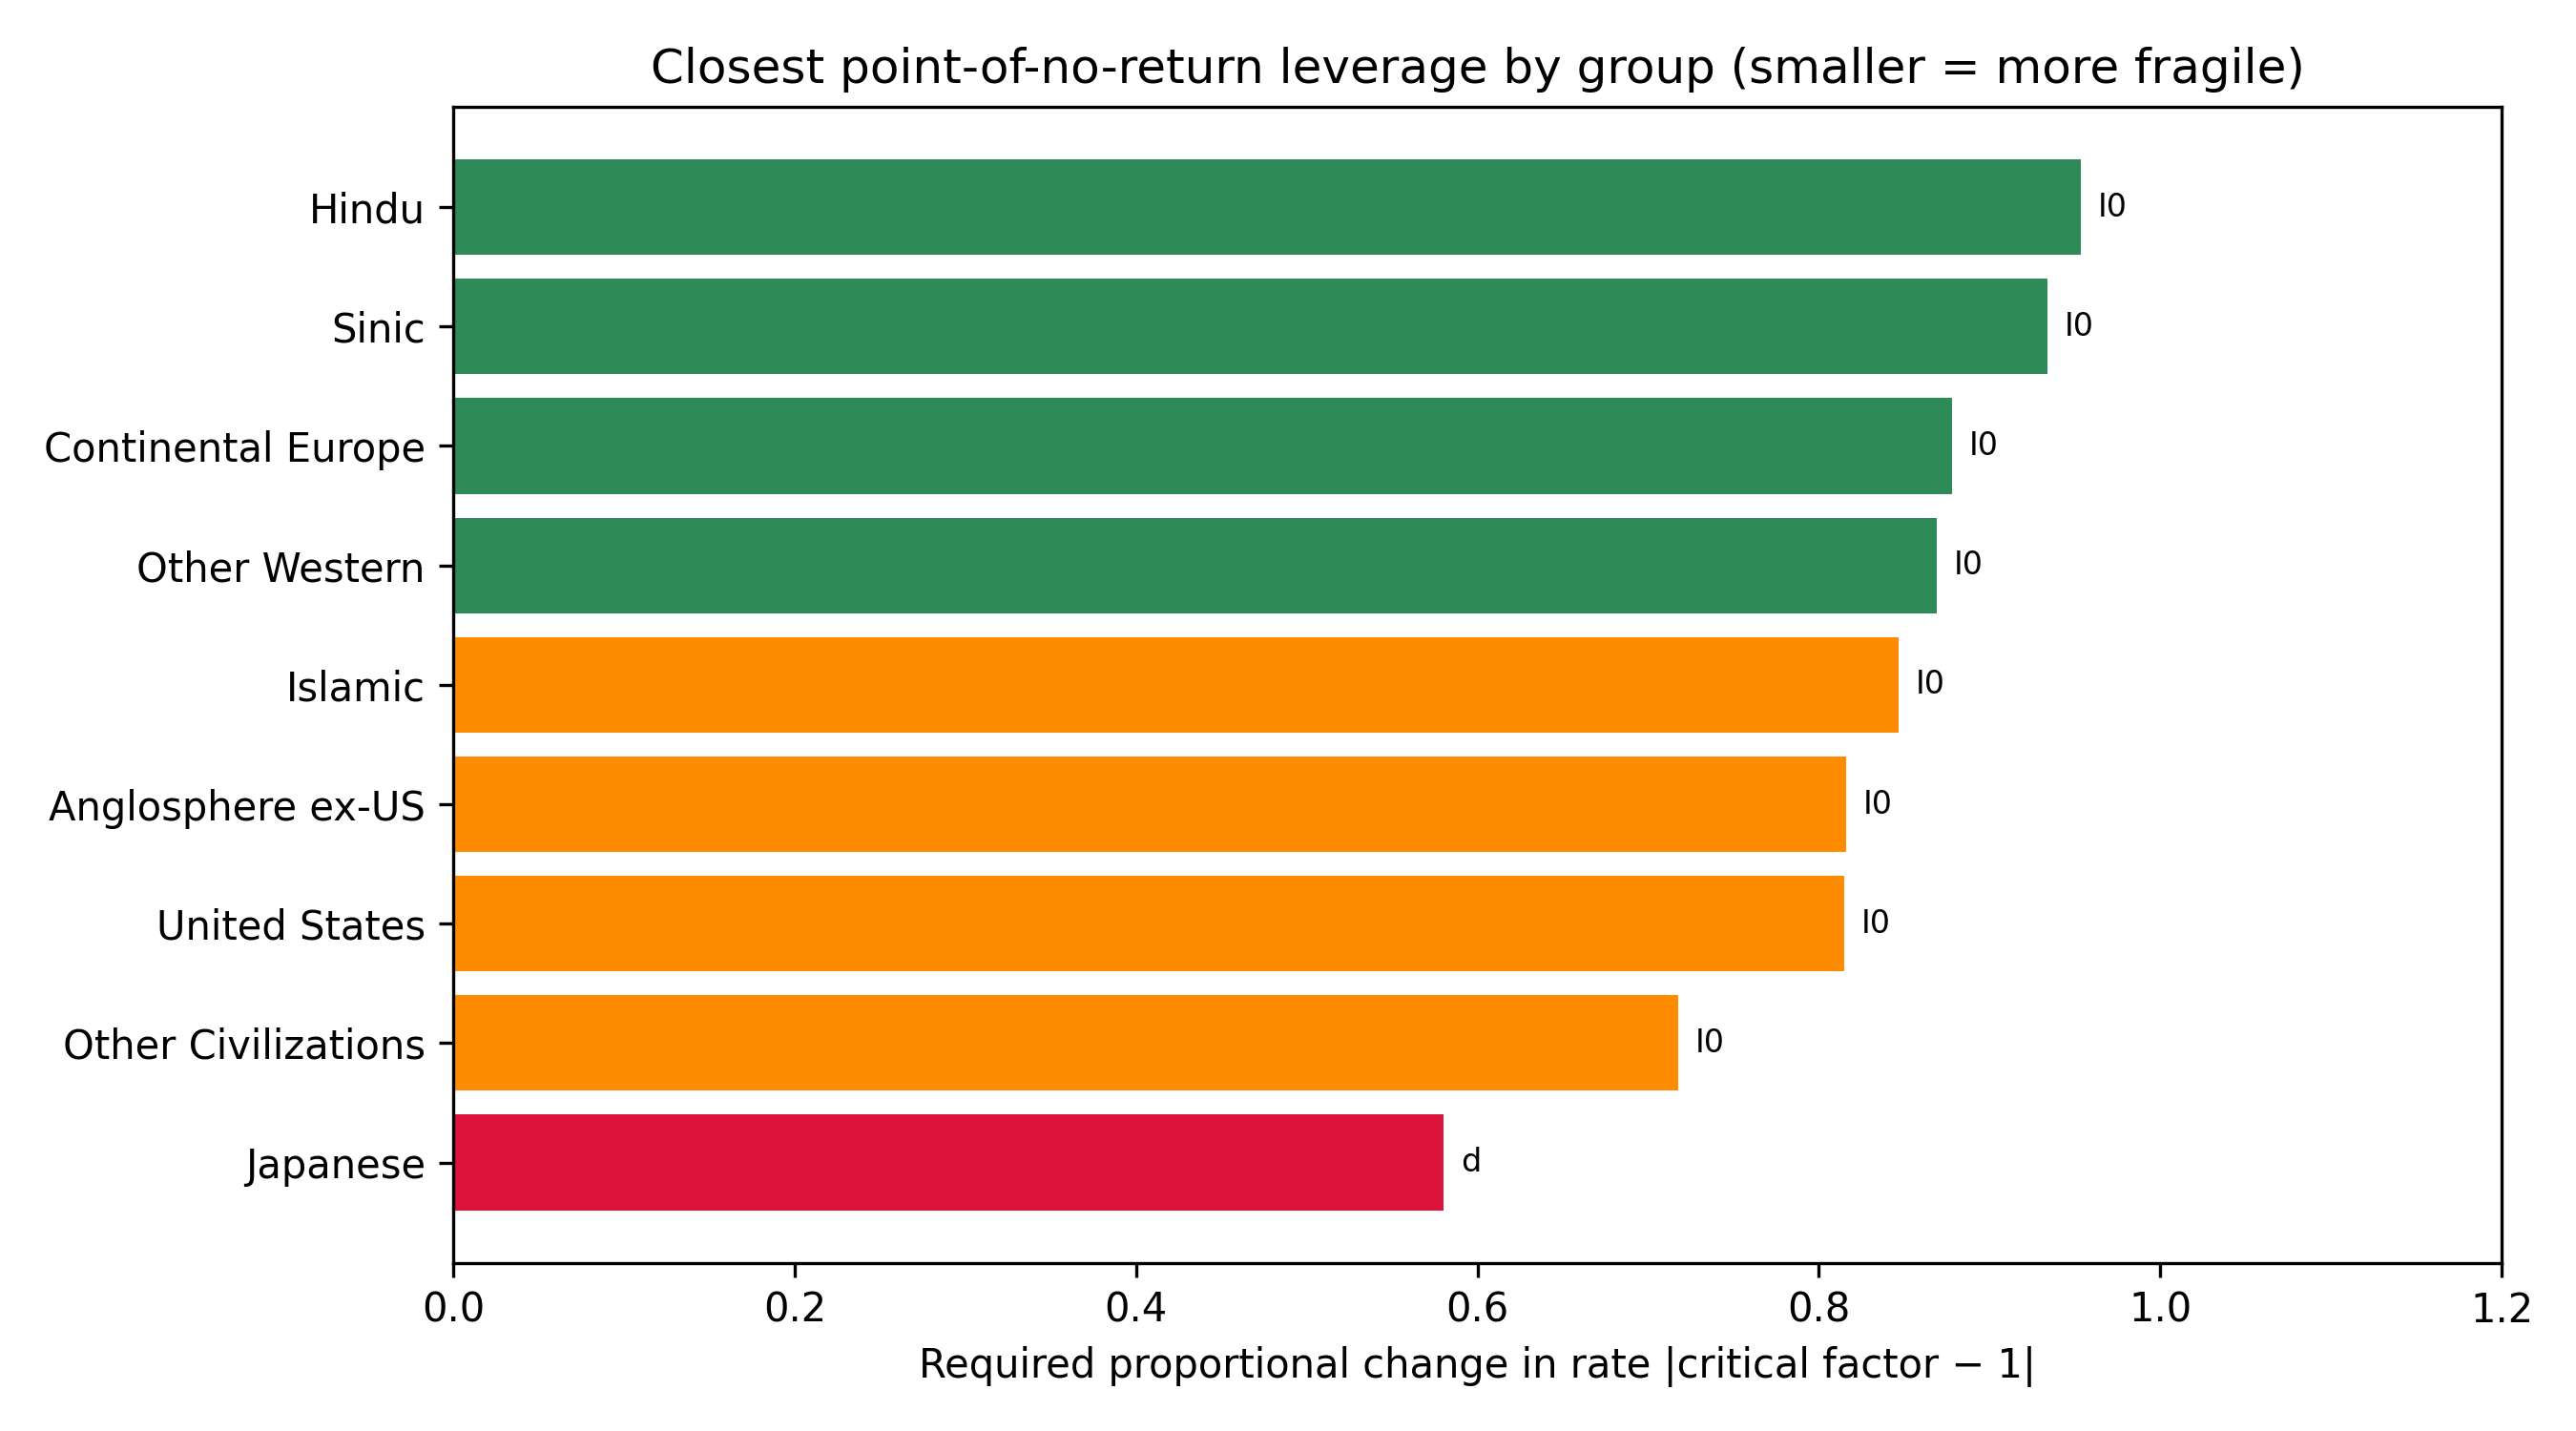 Closest point-of-no-return leverage by group (smaller = more fragile)
Hindu
I0
Sinic
I0
Continental Europe
I0
Other Western
I0
Islamic
I0
Anglosphere ex-US
I0
United States
I0
Other Civilizations
I0
Japanese
d
0.0 0.2 0.4 0.6 0.8 1.0 1.2
Required proportional change in rate |critical factor − 1|